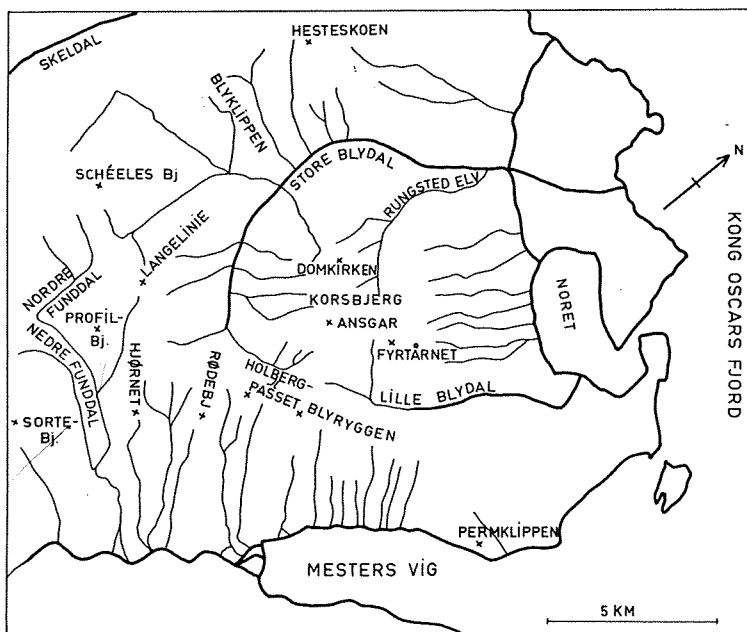 HESTESKOEN
SKELDAL
BLYKLIPPEN
N
STORE BLYDAL
SCHÉELES Bj
RUNGSTED ELV
KONG OSCARS FJORD
LANGELINIE
DOMKIRKEN
NORDRE
FUNDDAL
KORSBJERG
NORET
PROFIL-
Bj.
ANSGAR
FYRTÅRNET
NEDRE FUNDDAL
HJØRNET
RØDEBJ
HOLBERG-
PASSET
LILLE BLYDAL
BLYRYGGEN
SORTE-
Bj.
PERMKLIPPEN
MESTERS VIG
5 KM